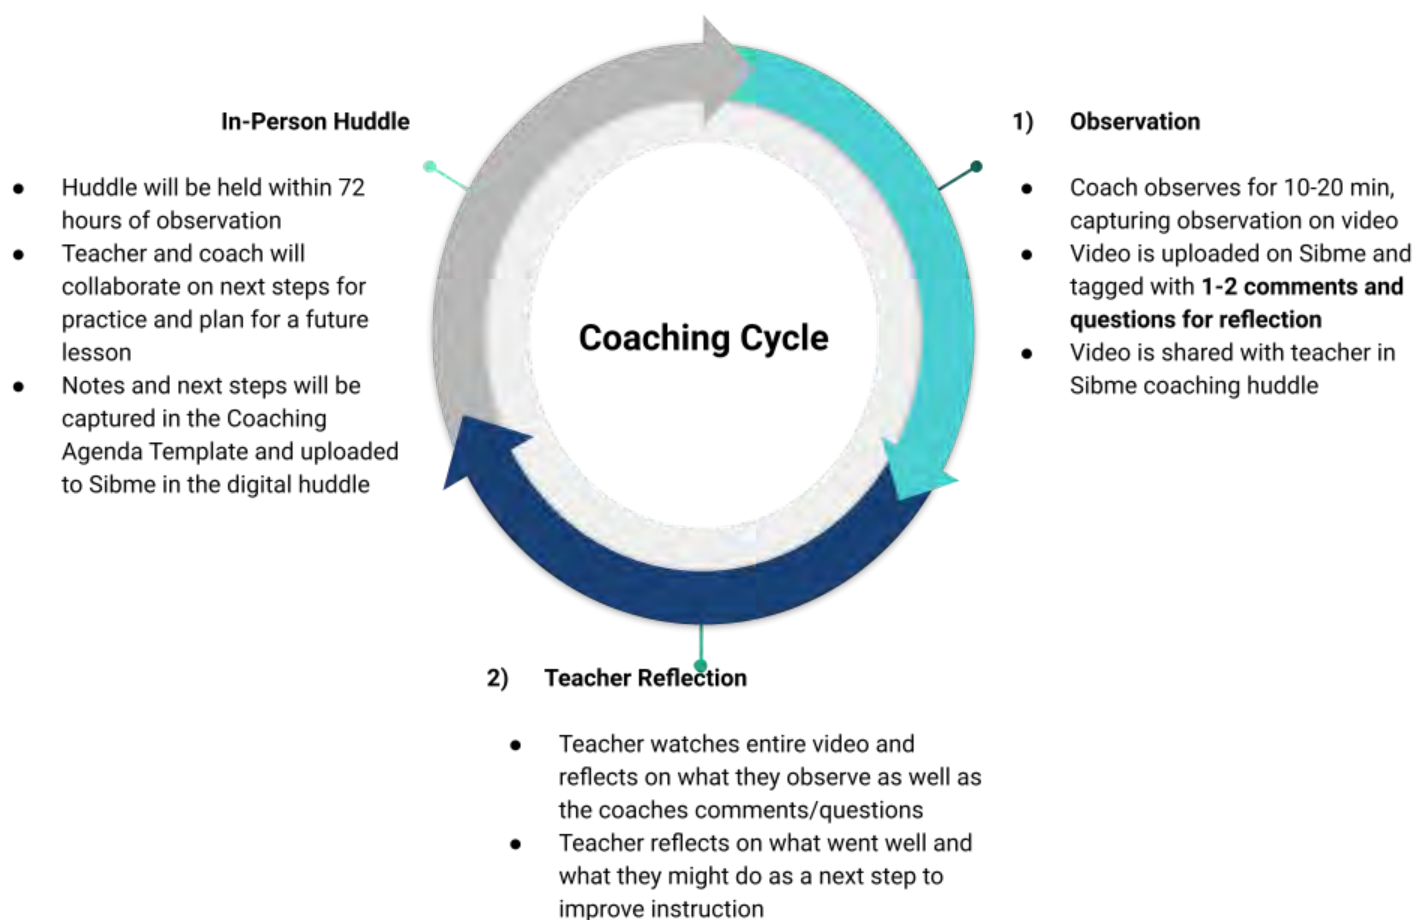 Coaching Cycle
1) Observation
● Coach observes for 10-20 min,
capturing observation on video
● Video is uploaded on Sibme and
tagged with 1-2 comments and
questions for reflection
● Video is shared with teacher in
Sibme coaching huddle
2) Teacher Reflection
● Teacher watches entire video and
reflects on what they observe as well as
the coaches comments/questions
● Teacher reflects on what went well and
what they might do as a next step to
improve instruction
In-Person Huddle
● Huddle will be held within 72
hours of observation
● Teacher and coach will
collaborate on next steps for
practice and plan for a future
lesson
● Notes and next steps will be
captured in the Coaching
Agenda Template and uploaded
to Sibme in the digital huddle